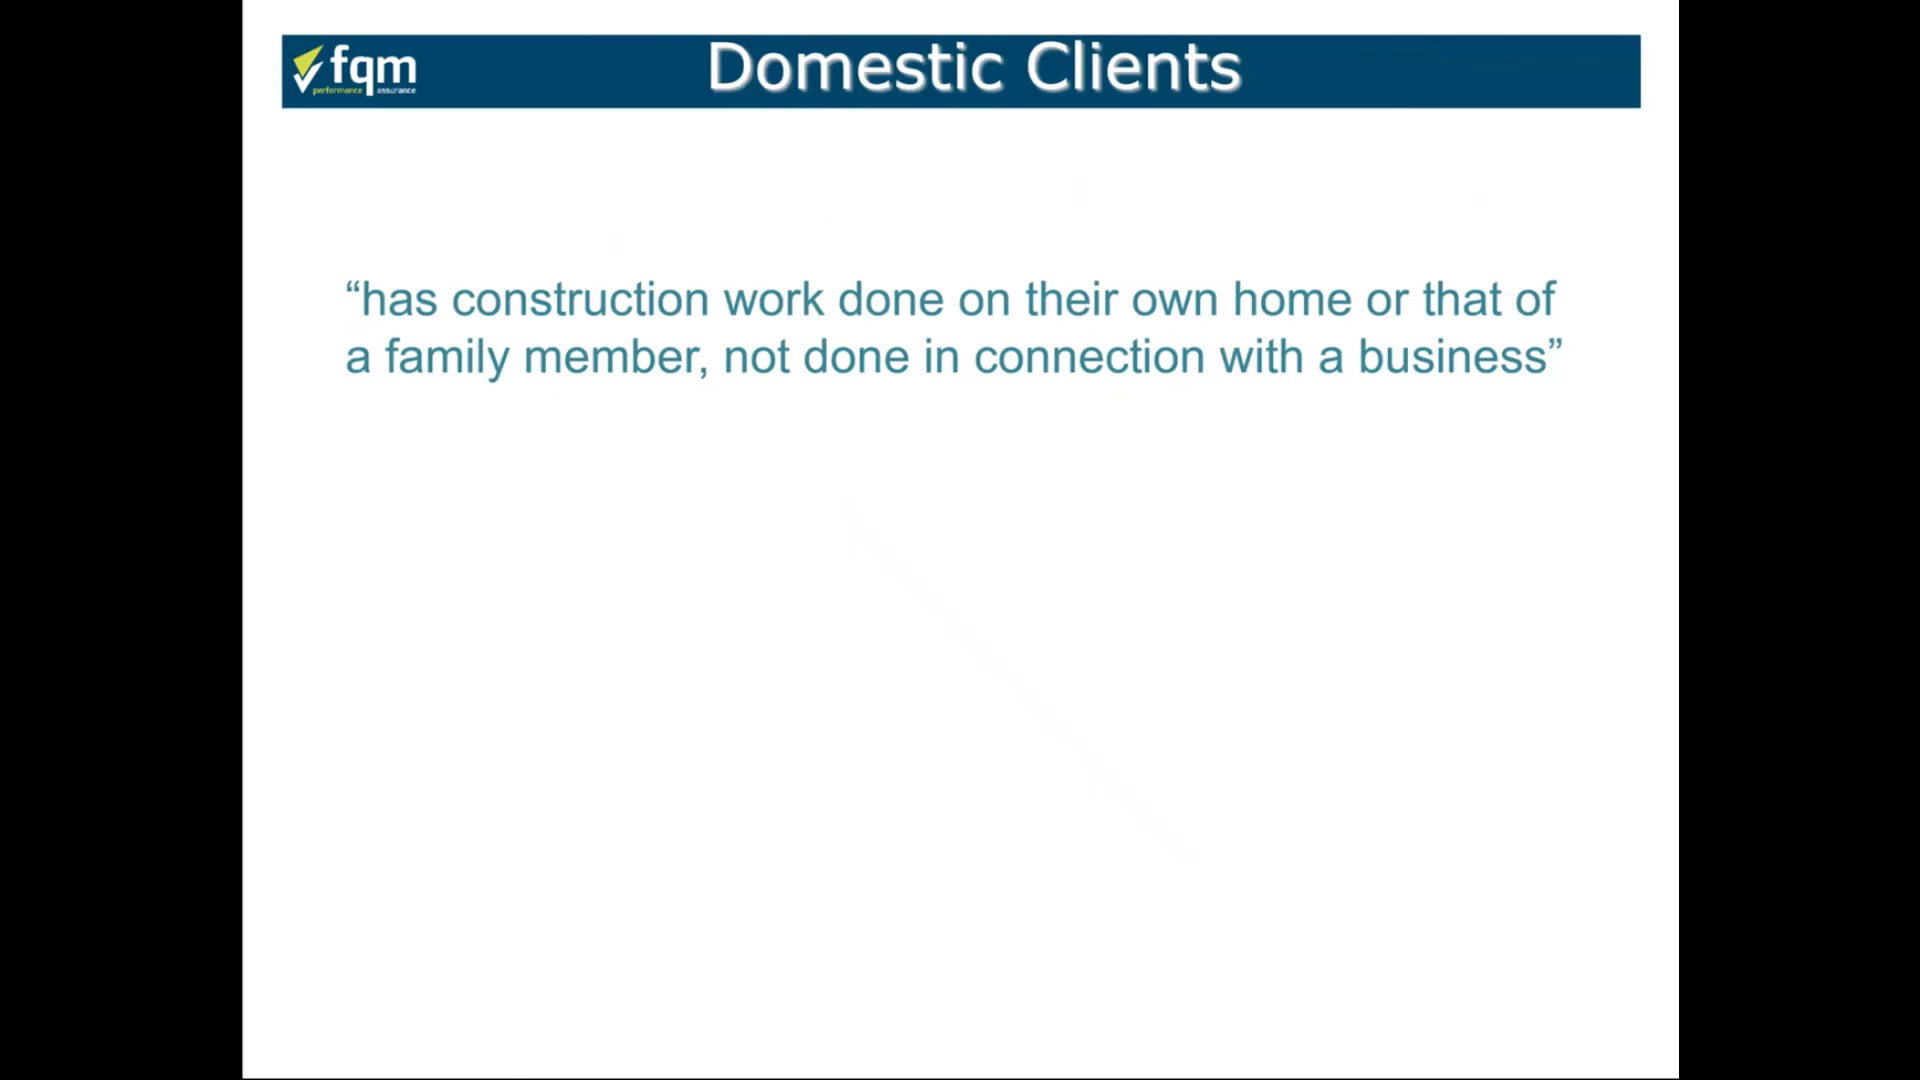 fqm
performance assurance
Domestic Clients
“has construction work done on their own home or that of
a family member, not done in connection with a business”